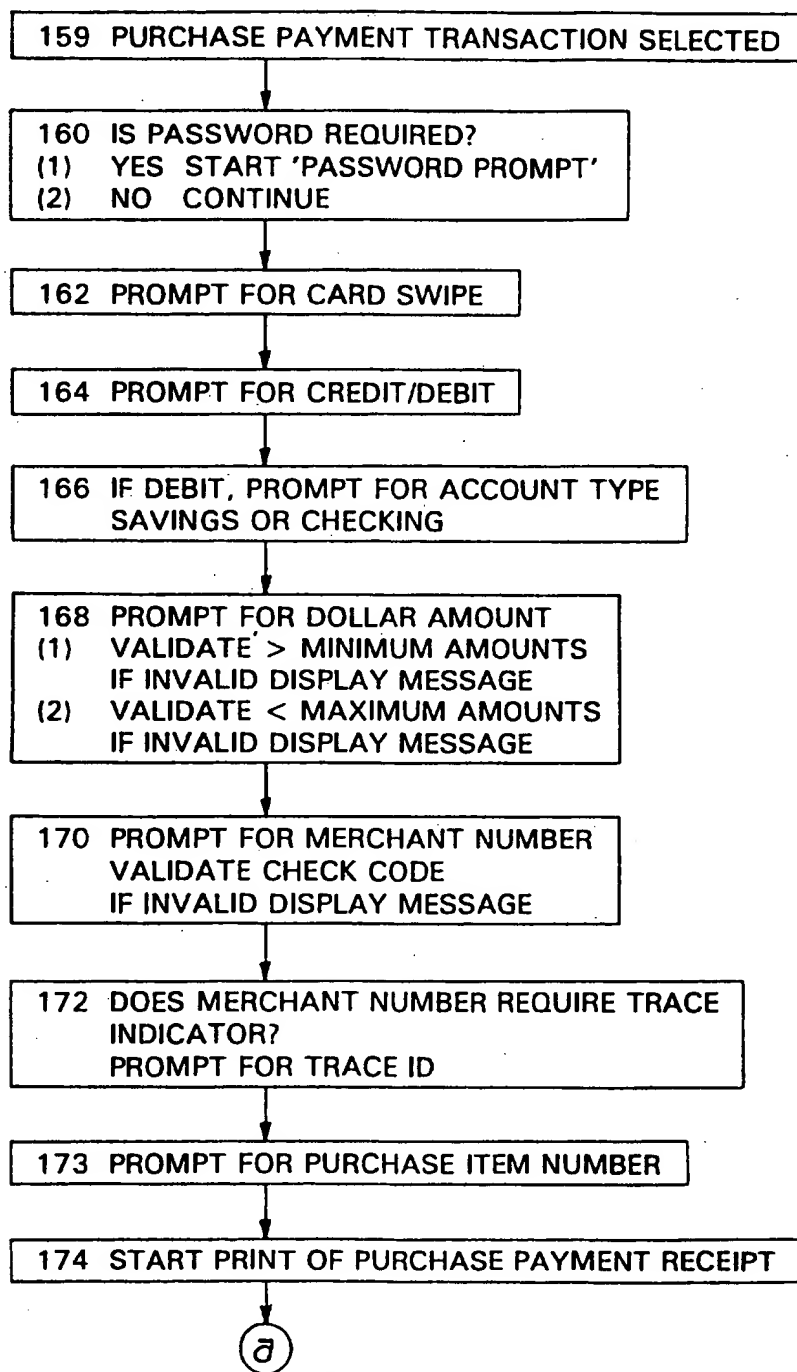 159 PURCHASE PAYMENT TRANSACTION SELECTED
160 IS PASSWORD REQUIRED?
(1) YES START 'PASSWORD PROMPT'
(2) NO CONTINUE
162 PROMPT FOR CARD SWIPE
164 PROMPT FOR CREDIT/DEBIT
166 IF DEBIT, PROMPT FOR ACCOUNT TYPE
SAVINGS OR CHECKING
168 PROMPT FOR DOLLAR AMOUNT
(1) VALIDATE > MINIMUM AMOUNTS
IF INVALID DISPLAY MESSAGE
(2) VALIDATE < MAXIMUM AMOUNTS
IF INVALID DISPLAY MESSAGE
170 PROMPT FOR MERCHANT NUMBER
VALIDATE CHECK CODE
IF INVALID DISPLAY MESSAGE
172 DOES MERCHANT NUMBER REQUIRE TRACE
INDICATOR?
PROMPT FOR TRACE ID
173 PROMPT FOR PURCHASE ITEM NUMBER
174 START PRINT OF PURCHASE PAYMENT RECEIPT
a